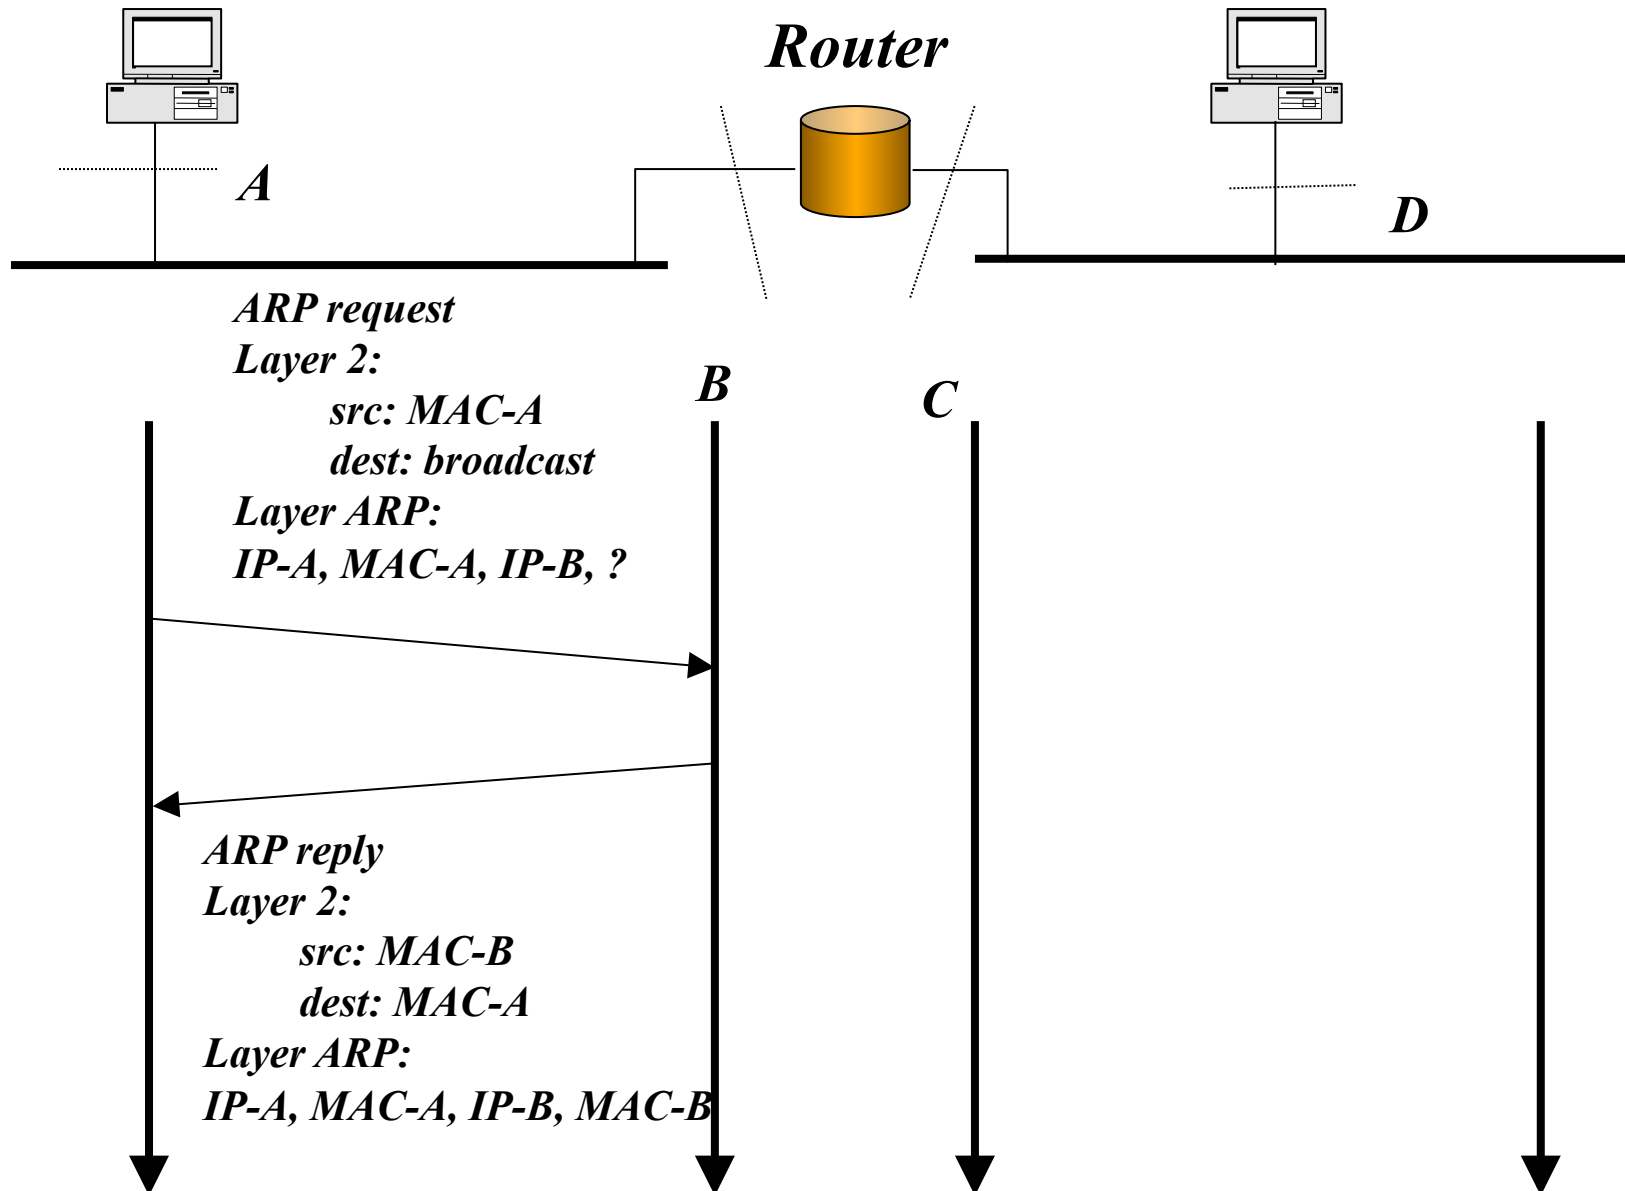 Router
A
D
ARP request
Layer 2:
src: MAC-A
dest: broadcast
Layer ARP:
IP-A, MAC-A, IP-B, ?
B
C
ARP reply
Layer 2:
src: MAC-B
dest: MAC-A
Layer ARP:
IP-A, MAC-A, IP-B, MAC-B